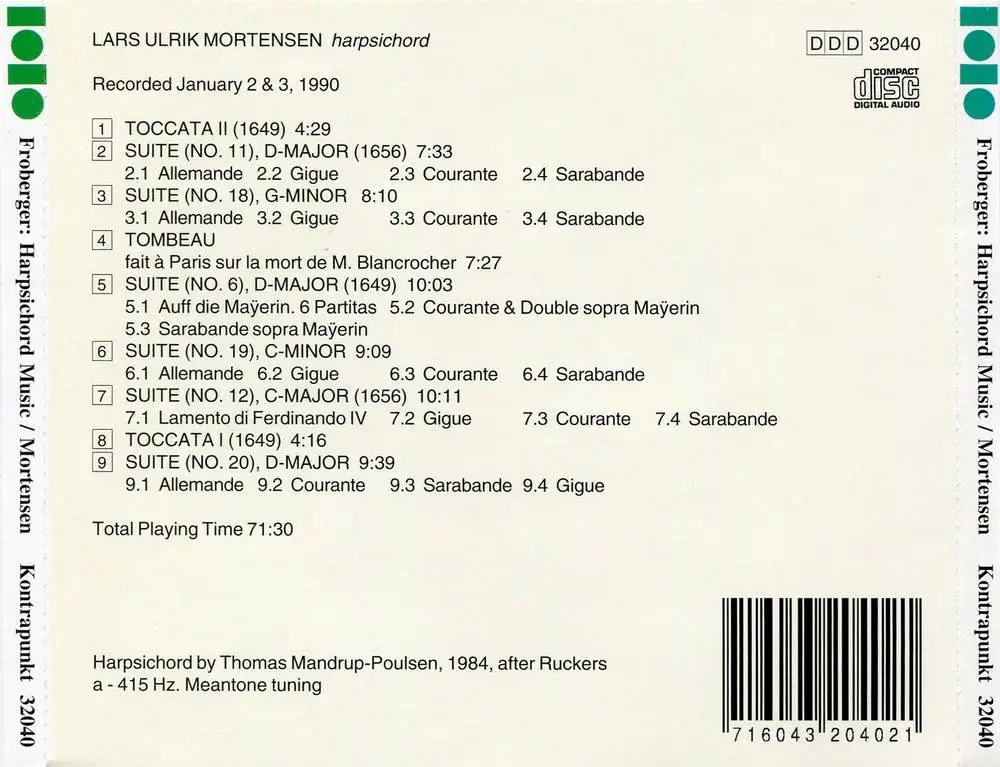 LARS ULRIK MORTENSEN harpsichord
DDD 32040
COMPACT
disc
DIGITAL AUDIO
Recorded January 2 & 3, 1990
1 TOCCATA II (1649) 4:29
2 SUITE (NO. 11), D-MAJOR (1656) 7:33
2.1 Allemande 2.2 Gigue 2.3 Courante 2.4 Sarabande
3 SUITE (NO. 18), G-MINOR 8:10
3.1 Allemande 3.2 Gigue 3.3 Courante 3.4 Sarabande
4 TOMBEAU
fait à Paris sur la mort de M. Blancrocher 7:27
5 SUITE (NO. 6), D-MAJOR (1649) 10:03
5.1 Auff die Maÿerin. 6 Partitas 5.2 Courante & Double sopra Maÿerin
5.3 Sarabande sopra Maÿerin
6 SUITE (NO. 19), C-MINOR 9:09
6.1 Allemande 6.2 Gigue 6.3 Courante 6.4 Sarabande
7 SUITE (NO. 12), C-MAJOR (1656) 10:11
7.1 Lamento di Ferdinando IV 7.2 Gigue 7.3 Courante 7.4 Sarabande
8 TOCCATA I (1649) 4:16
9 SUITE (NO. 20), D-MAJOR 9:39
9.1 Allemande 9.2 Courante 9.3 Sarabande 9.4 Gigue
Total Playing Time 71:30
Harpsichord by Thomas Mandrup-Poulsen, 1984, after Ruckers
a - 415 Hz. Meantone tuning
7 16043 20402 1
Froberger: Harpsichord Music / Mortensen Kontrapunkt 32040
Froberger: Harpsichord Music / Mortensen Kontrapunkt 32040